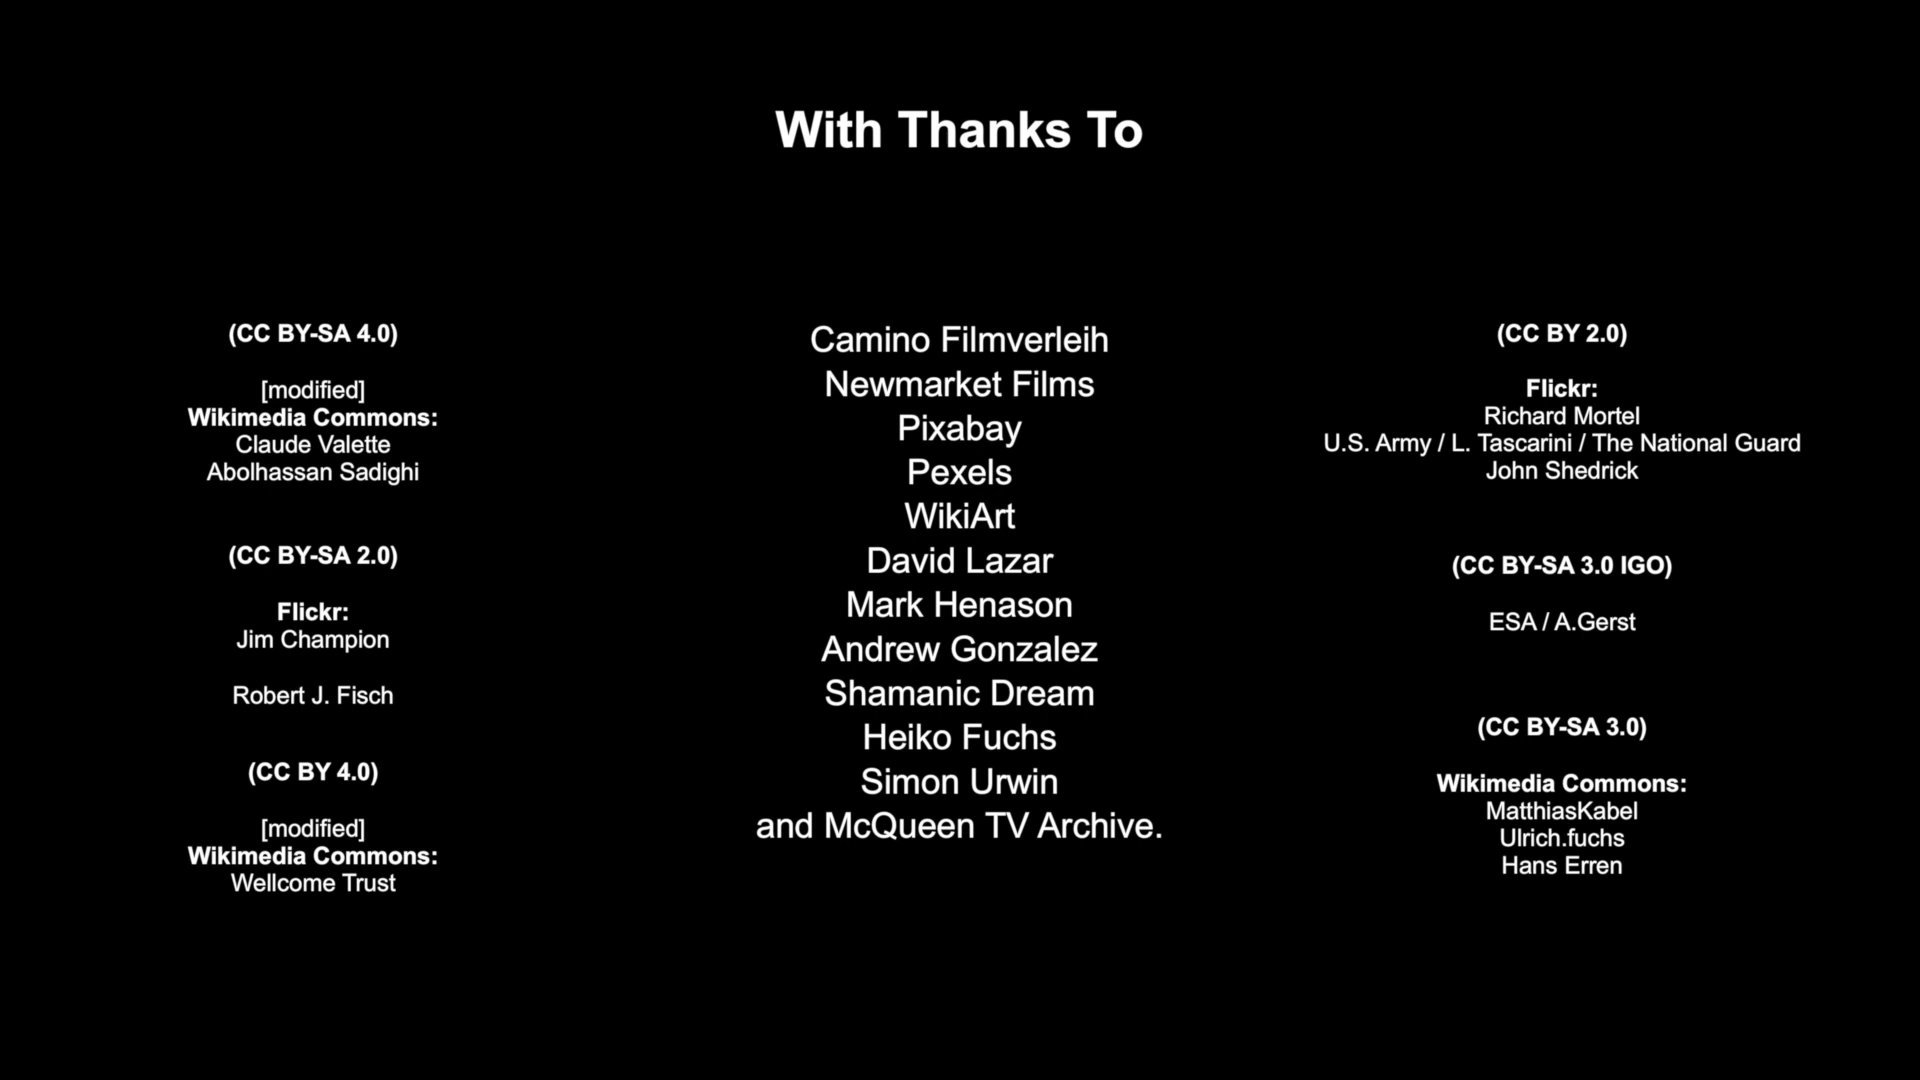 With Thanks To
(CC BY-SA 4.0)
[modified]
Wikimedia Commons:
Claude Valette
Abolhassan Sadighi
(CC BY-SA 2.0)
Flickr:
Jim Champion
Robert J. Fisch
(CC BY 4.0)
[modified]
Wikimedia Commons:
Wellcome Trust
Camino Filmverleih
Newmarket Films
Pixabay
Pexels
WikiArt
David Lazar
Mark Henason
Andrew Gonzalez
Shamanic Dream
Heiko Fuchs
Simon Urwin
and McQueen TV Archive.
(CC BY 2.0)
Flickr:
Richard Mortel
U.S. Army / L. Tascarini / The National Guard
John Shedrick
(CC BY-SA 3.0 IGO)
ESA / A.Gerst
(CC BY-SA 3.0)
Wikimedia Commons:
MatthiasKabel
Ulrich.fuchs
Hans Erren